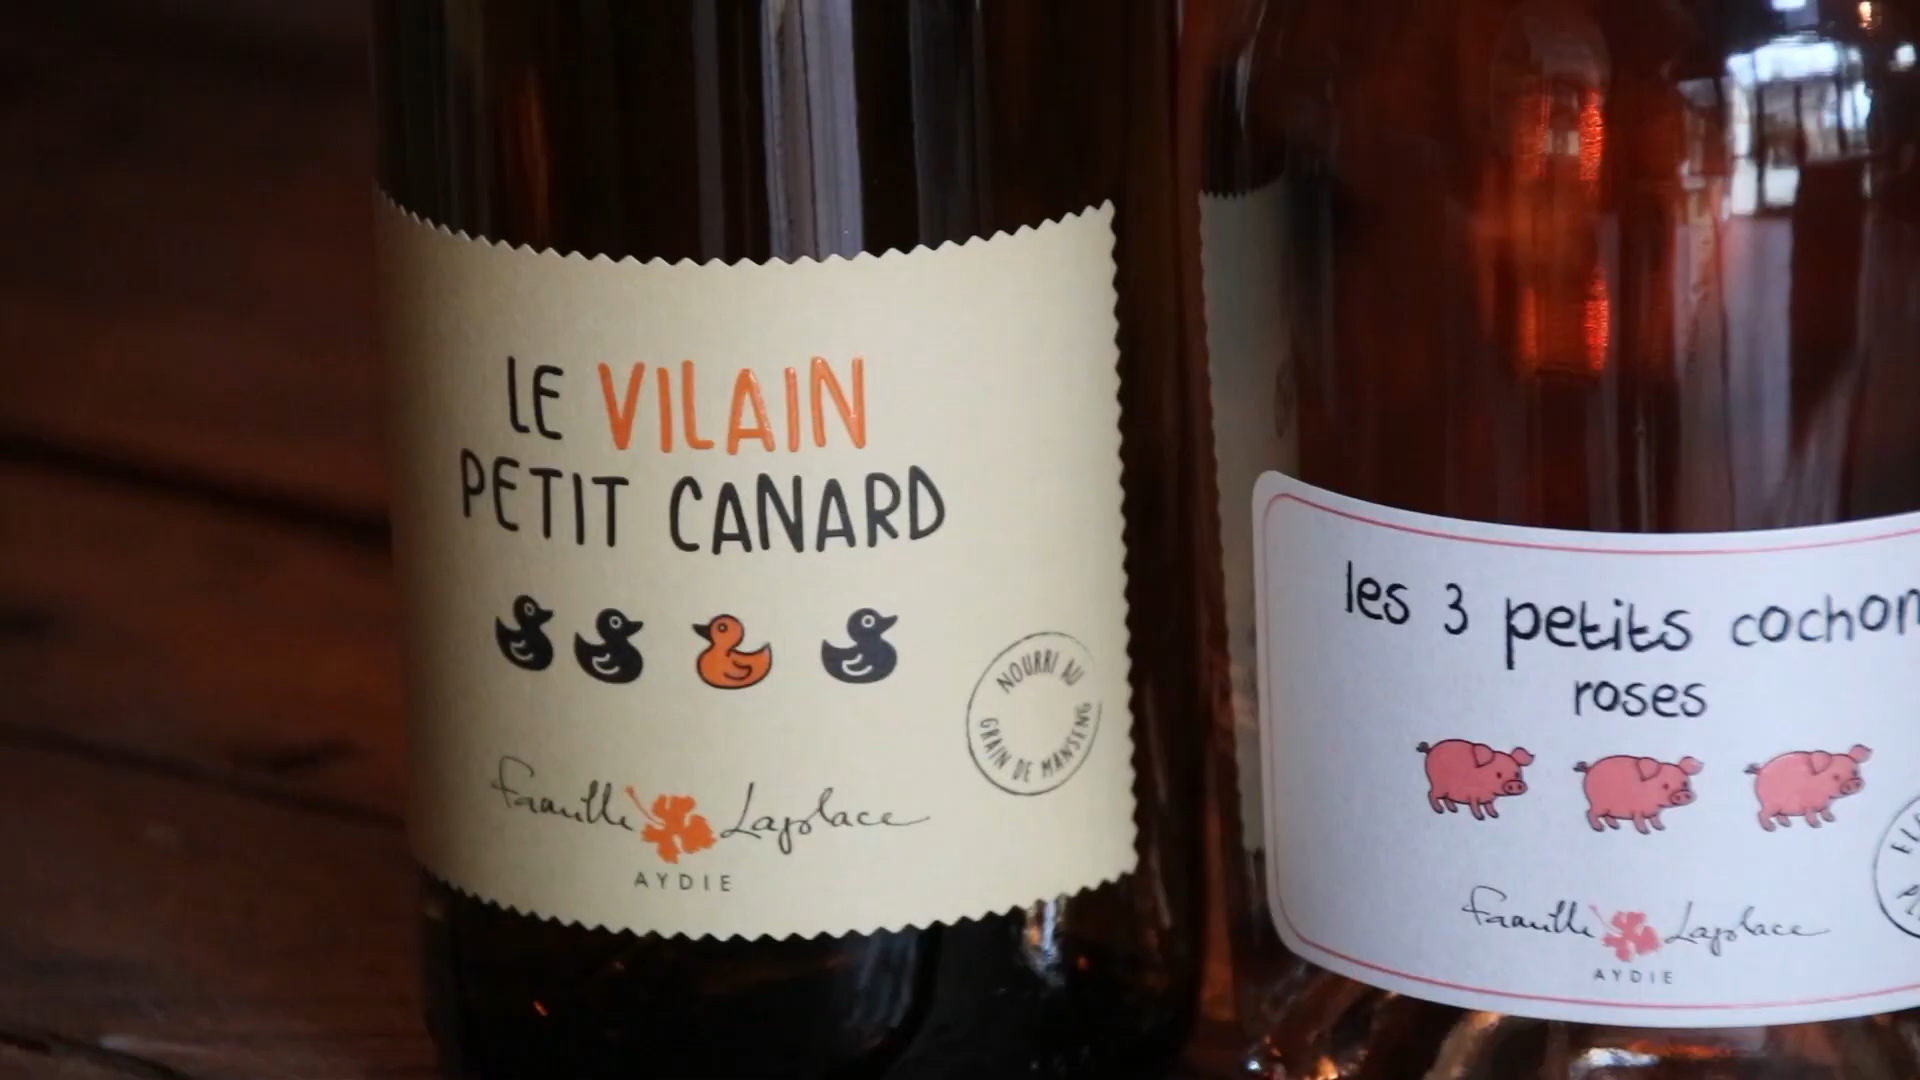 LE VILAIN
PETIT CANARD
NOURRI AU
GRAIN DE MANSENG
Famille Laplace
AYDIE
les 3 petits cochon
roses
Famille Laplace
AYDIE